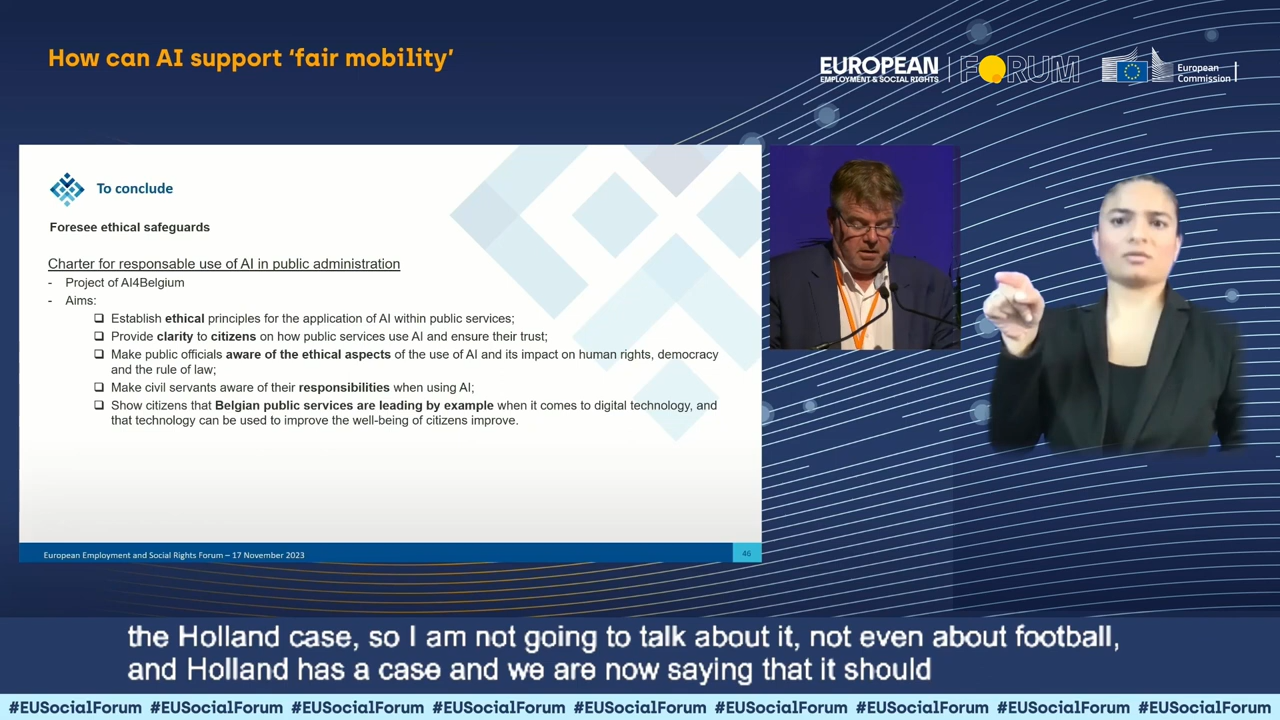 How can AI support ‘fair mobility’
EUROPEAN
EMPLOYMENT & SOCIAL RIGHTS
FORUM
European
Commission
To conclude
Foresee ethical safeguards
Charter for responsable use of AI in public administration
- Project of AI4Belgium
- Aims:
❑ Establish ethical principles for the application of AI within public services;
❑ Provide clarity to citizens on how public services use AI and ensure their trust;
❑ Make public officials aware of the ethical aspects of the use of AI and its impact on human rights, democracy
and the rule of law;
❑ Make civil servants aware of their responsibilities when using AI;
❑ Show citizens that Belgian public services are leading by example when it comes to digital technology, and
that technology can be used to improve the well-being of citizens improve.
European Employment and Social Rights Forum – 17 November 2023
46
the Holland case, so I am not going to talk about it, not even about football,
and Holland has a case and we are now saying that it should
#EUSocialForum #EUSocialForum #EUSocialForum #EUSocialForum #EUSocialForum #EUSocialForum #EUSocialForum #EUSocialForum #EUSocialForum